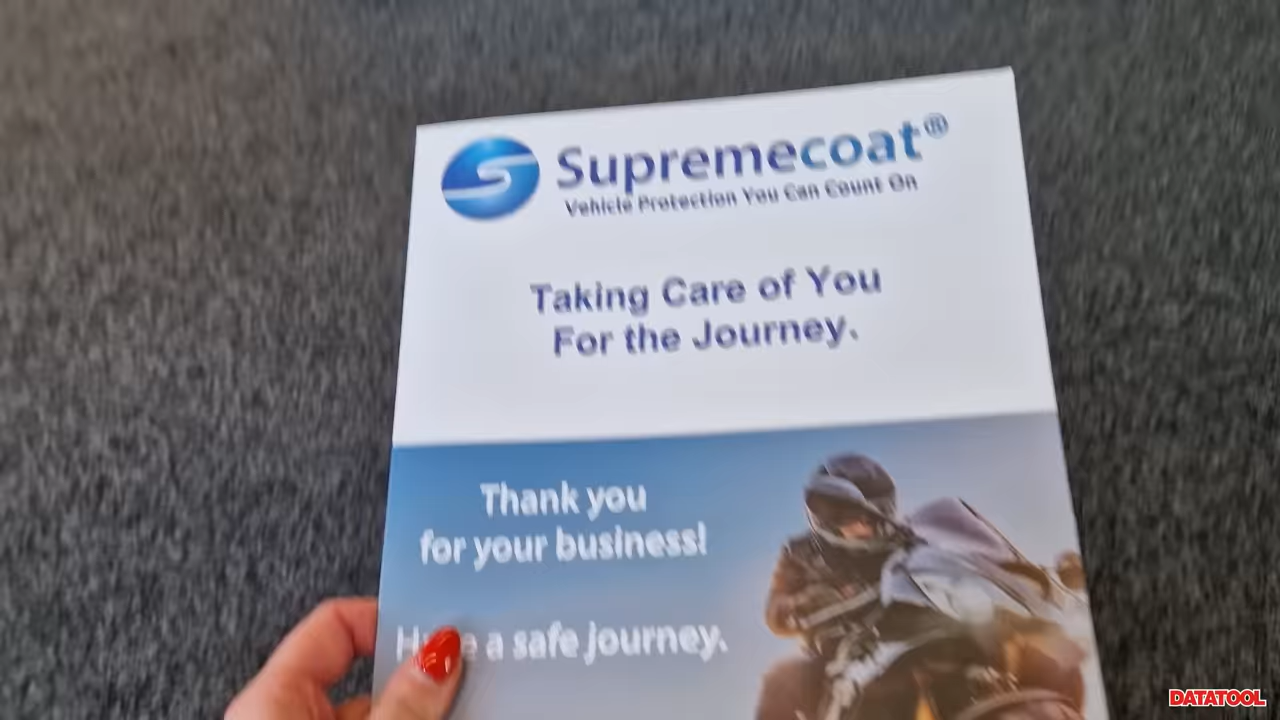 Supremecoat®
Vehicle Protection You Can Count On
Taking Care of You
For the Journey.
Thank you
for your business!
a safe journey.
DATATOOL